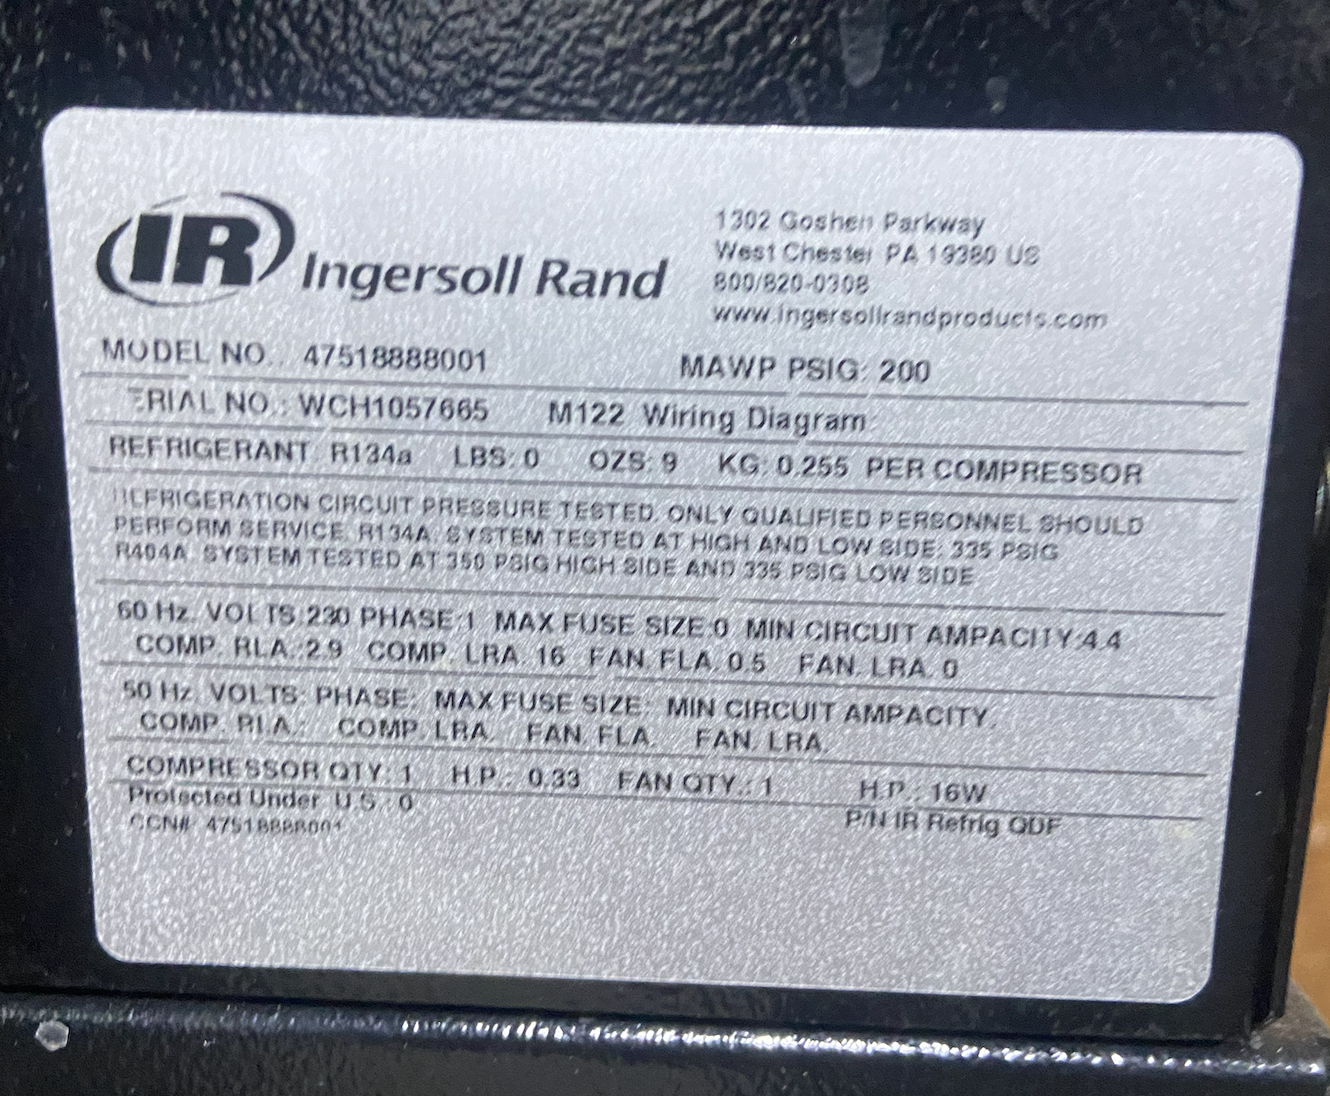 IR Ingersoll Rand
1302 Goshen Parkway
West Chester PA 19380 US
800/820-0308
www.ingersollrandproducts.com
MODEL NO.: 47518888001 MAWP PSIG: 200
SERIAL NO.: WCH1057665 M122 Wiring Diagram:
REFRIGERANT: R134a LBS: 0 OZS: 9 KG: 0.255 PER COMPRESSOR
REFRIGERATION CIRCUIT PRESSURE TESTED. ONLY QUALIFIED PERSONNEL SHOULD
PERFORM SERVICE. R134A: SYSTEM TESTED AT HIGH AND LOW SIDE: 335 PSIG
R404A: SYSTEM TESTED AT 350 PSIG HIGH SIDE AND 335 PSIG LOW SIDE
60 Hz. VOLTS:230 PHASE:1 MAX FUSE SIZE:0 MIN CIRCUIT AMPACITY:4.4
COMP. RLA.:2.9 COMP. LRA. 16 FAN. FLA. 0.5 FAN. LRA. 0
50 Hz. VOLTS: PHASE: MAX FUSE SIZE: MIN CIRCUIT AMPACITY.
COMP. RLA.: COMP. LRA. FAN. FLA. FAN. LRA.
COMPRESSOR QTY: 1 H.P.: 0.33 FAN QTY.: 1 H.P.: 16W
Protected Under U.S.: 0
CCN#: 47518888001 P/N IR Refrig QDF